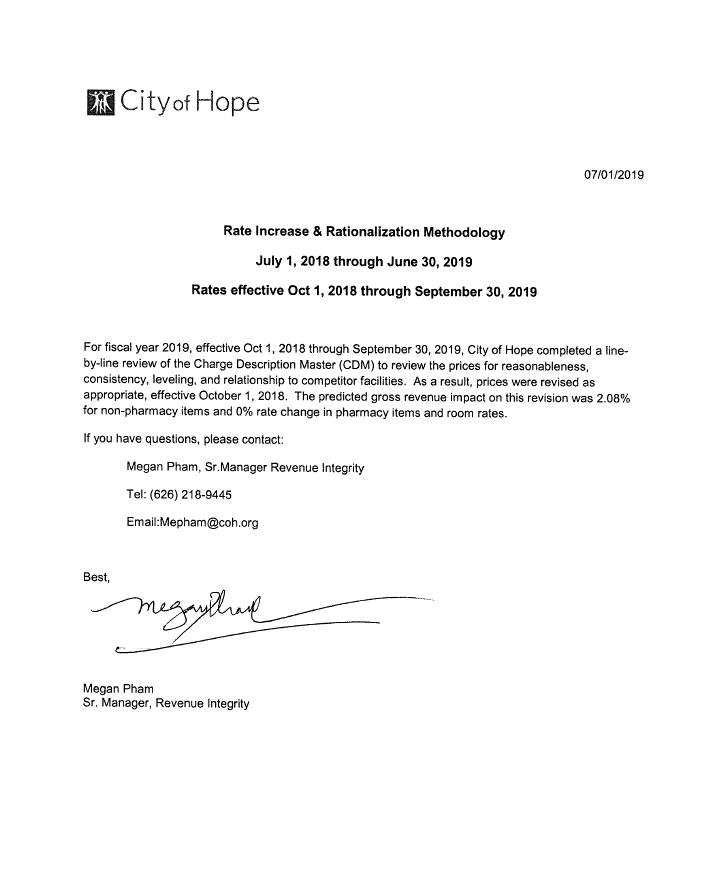 City of Hope
07/01/2019
Rate Increase & Rationalization Methodology
July 1, 2018 through June 30, 2019
Rates effective Oct 1, 2018 through September 30, 2019
For fiscal year 2019, effective Oct 1, 2018 through September 30, 2019, City of Hope completed a line-
by-line review of the Charge Description Master (CDM) to review the prices for reasonableness,
consistency, leveling, and relationship to competitor facilities.  As a result, prices were revised as
appropriate, effective October 1, 2018.  The predicted gross revenue impact on this revision was 2.08%
for non-pharmacy items and 0% rate change in pharmacy items and room rates.
If you have questions, please contact:
Megan Pham, Sr.Manager Revenue Integrity
Tel: (626) 218-9445
Email:Mepham@coh.org
Best,
Megan Pham
Megan Pham
Sr. Manager, Revenue Integrity